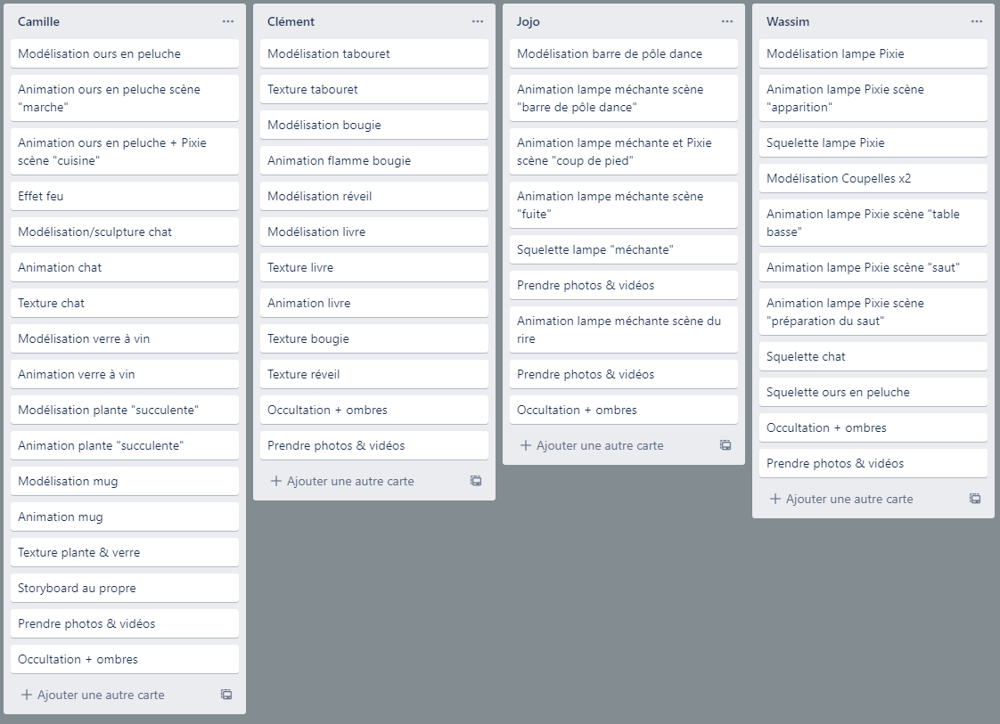 Camille
Modélisation ours en peluche
Animation ours en peluche scène
"marche"
Animation ours en peluche + Pixie
scène "cuisine"
Effet feu
Modélisation/sculpture chat
Animation chat
Texture chat
Modélisation verre à vin
Animation verre à vin
Modélisation plante "succulente"
Animation plante "succulente"
Modélisation mug
Animation mug
Texture plante & verre
Storyboard au propre
Prendre photos & vidéos
Occultation + ombres
Ajouter une autre carte
Clément
Modélisation tabouret
Texture tabouret
Modélisation bougie
Animation flamme bougie
Modélisation réveil
Modélisation livre
Texture livre
Animation livre
Texture bougie
Texture réveil
Occultation + ombres
Prendre photos & vidéos
Ajouter une autre carte
Jojo
Modélisation barre de pôle dance
Animation lampe méchante scène
"barre de pôle dance"
Animation lampe méchante et Pixie
scène "coup de pied"
Animation lampe méchante scène
"fuite"
Squelette lampe "méchante"
Prendre photos & vidéos
Animation lampe méchante scène du
rire
Prendre photos & vidéos
Occultation + ombres
Ajouter une autre carte
Wassim
Modélisation lampe Pixie
Animation lampe Pixie scène
"apparition"
Squelette lampe Pixie
Modélisation Coupelles x2
Animation lampe Pixie scène "table
basse"
Animation lampe Pixie scène "saut"
Animation lampe Pixie scène
"préparation du saut"
Squelette chat
Squelette ours en peluche
Occultation + ombres
Prendre photos & vidéos
Ajouter une autre carte